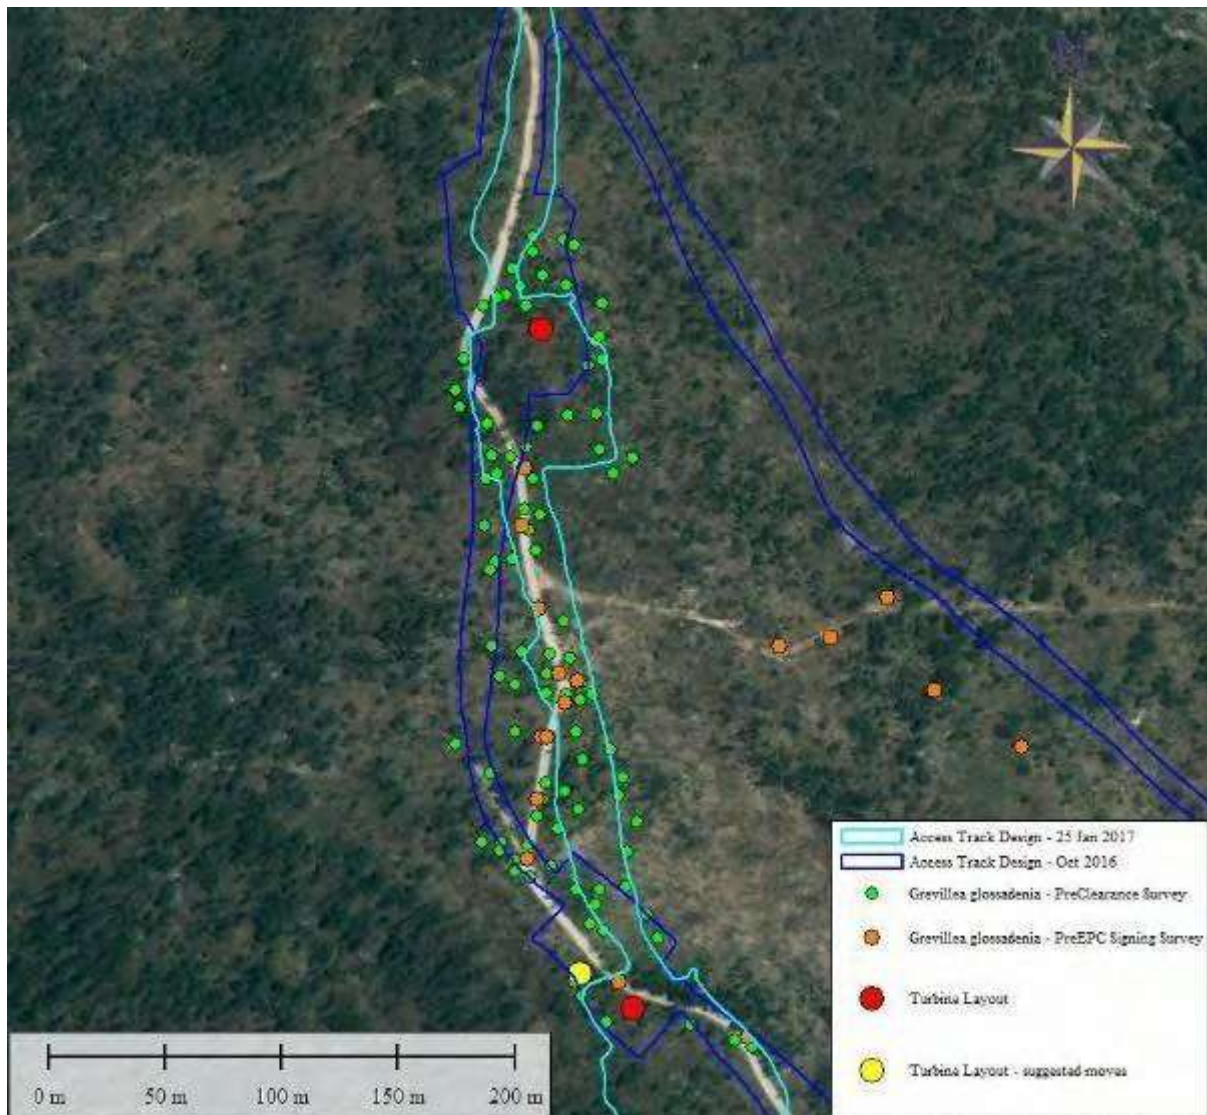 N
Access Track Design - 25 Jan 2017
Access Track Design - Oct 2016
Grevillea glossadenia - PreClearance Survey
Grevillea glossadenia - PreEPC Signing Survey
Turbine Layout
Turbine Layout - suggested moves
0 m 50 m 100 m 150 m 200 m